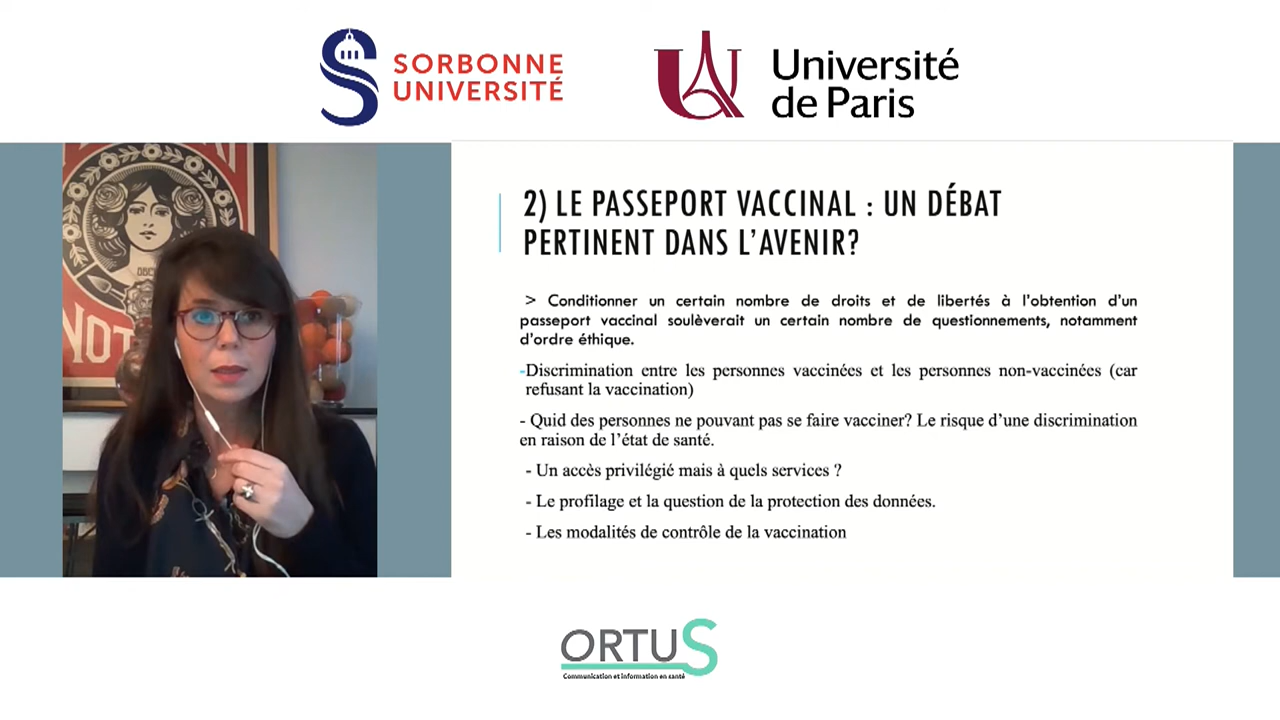 SORBONNE
UNIVERSITÉ
Université
de Paris
OBEY
NOT
2) LE PASSEPORT VACCINAL : UN DÉBAT
PERTINENT DANS L'AVENIR?
> Conditionner un certain nombre de droits et de libertés à l'obtention d'un
passeport vaccinal soulèverait un certain nombre de questionnements, notamment
d'ordre éthique.
-Discrimination entre les personnes vaccinées et les personnes non-vaccinées (car
refusant la vaccination)
- Quid des personnes ne pouvant pas se faire vacciner? Le risque d'une discrimination
en raison de l'état de santé.
- Un accès privilégié mais à quels services ?
- Le profilage et la question de la protection des données.
- Les modalités de contrôle de la vaccination
ORTUS
Communication et information en santé